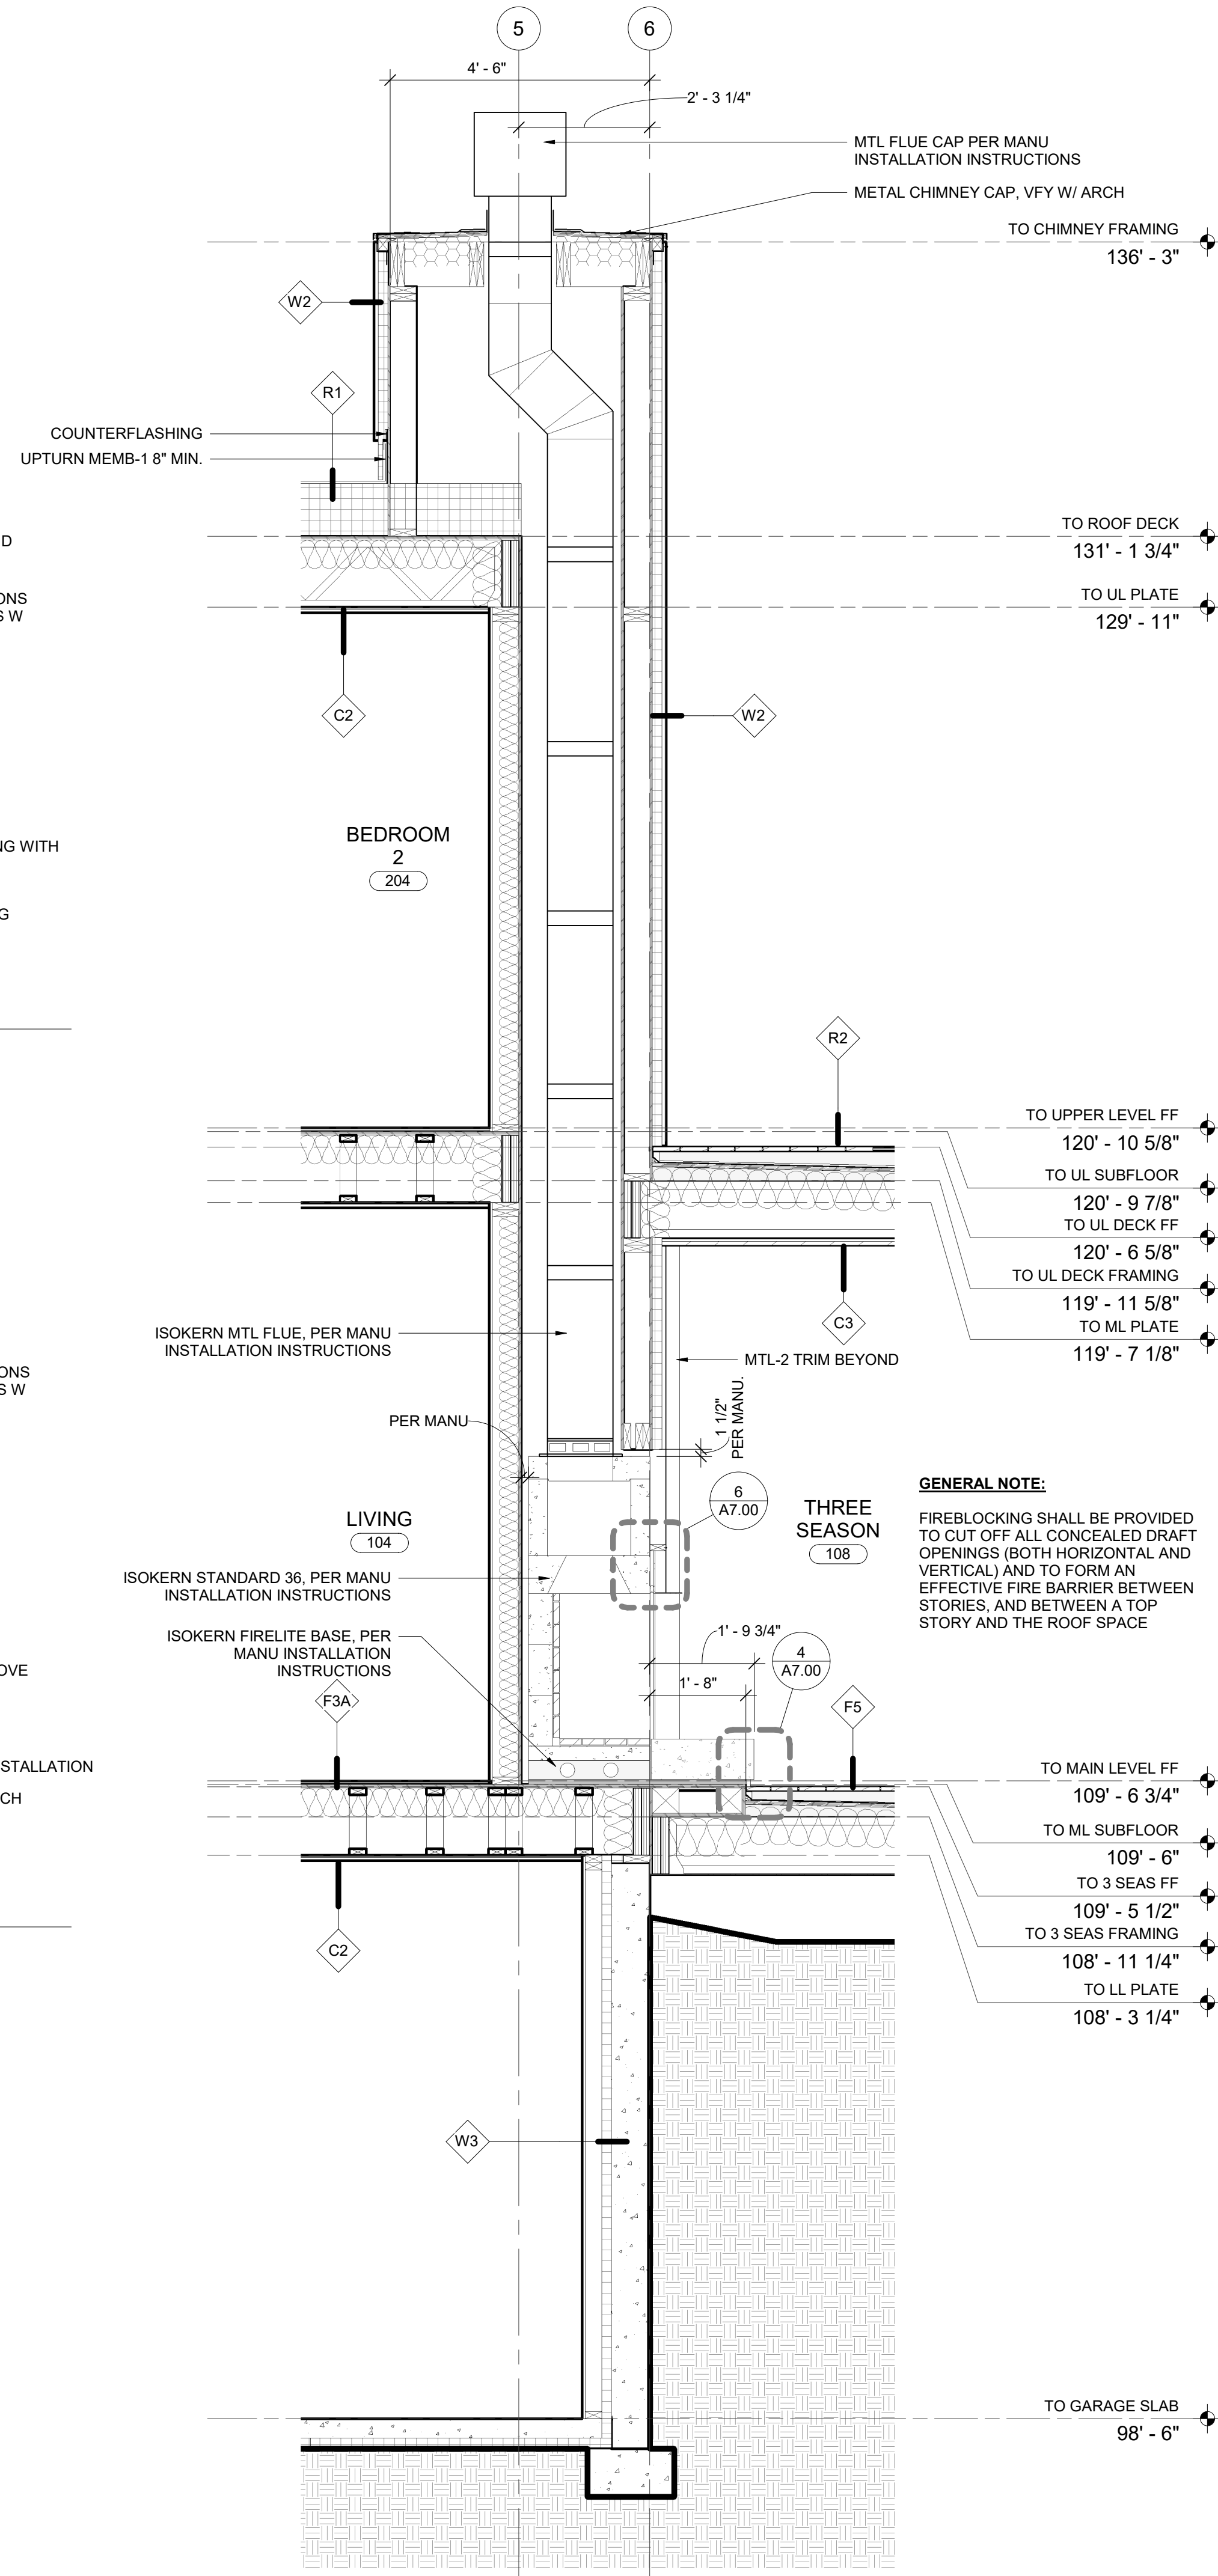 5
6
4' - 6"
2' - 3 1/4"
MTL FLUE CAP PER MANU
INSTALLATION INSTRUCTIONS
METAL CHIMNEY CAP, VFY W/ ARCH
TO CHIMNEY FRAMING
136' - 3"
W2
R1
COUNTERFLASHING
UPTURN MEMB-1 8" MIN.
TO ROOF DECK
131' - 1 3/4"
D
ONS
S W
TO UL PLATE
129' - 11"
C2
W2
BEDROOM
2
204
NG WITH
G
R2
TO UPPER LEVEL FF
120' - 10 5/8"
TO UL SUBFLOOR
120' - 9 7/8"
TO UL DECK FF
120' - 6 5/8"
TO UL DECK FRAMING
119' - 11 5/8"
TO ML PLATE
119' - 7 1/8"
C3
ISOKERN MTL FLUE, PER MANU
INSTALLATION INSTRUCTIONS
MTL-2 TRIM BEYOND
ONS
S W
PER MANU
1 1/2"
PER MANU.
6
A7.00
THREE
SEASON
108
LIVING
104
GENERAL NOTE:
FIREBLOCKING SHALL BE PROVIDED
TO CUT OFF ALL CONCEALED DRAFT
OPENINGS (BOTH HORIZONTAL AND
VERTICAL) AND TO FORM AN
EFFECTIVE FIRE BARRIER BETWEEN
STORIES, AND BETWEEN A TOP
STORY AND THE ROOF SPACE
ISOKERN STANDARD 36, PER MANU
INSTALLATION INSTRUCTIONS
ISOKERN FIRELITE BASE, PER
MANU INSTALLATION
INSTRUCTIONS
1' - 9 3/4"
1' - 8"
4
A7.00
OVE
F3A
F5
STALLATION
CH
TO MAIN LEVEL FF
109' - 6 3/4"
TO ML SUBFLOOR
109' - 6"
TO 3 SEAS FF
109' - 5 1/2"
TO 3 SEAS FRAMING
108' - 11 1/4"
TO LL PLATE
108' - 3 1/4"
C2
W3
TO GARAGE SLAB
98' - 6"